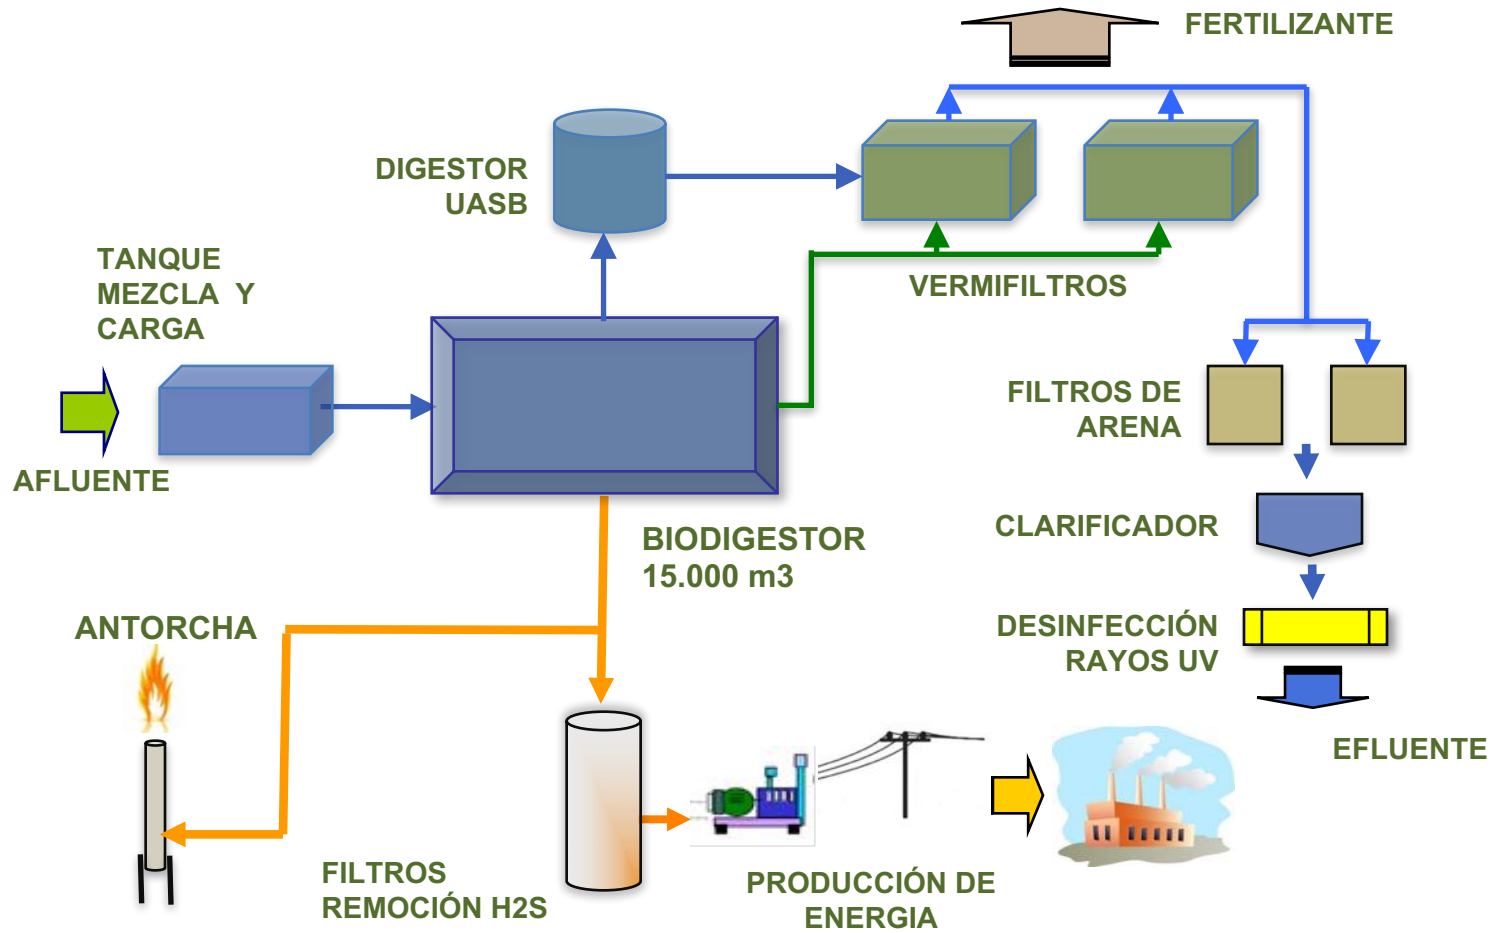 FERTILIZANTE
DIGESTOR
UASB
TANQUE
MEZCLA Y
CARGA
VERMIFILTROS
FILTROS DE
ARENA
AFLUENTE
CLARIFICADOR
BIODIGESTOR
15.000 m3
ANTORCHA
DESINFECCIÓN
RAYOS UV
EFLUENTE
FILTROS
REMOCIÓN H2S
PRODUCCIÓN DE
ENERGIA